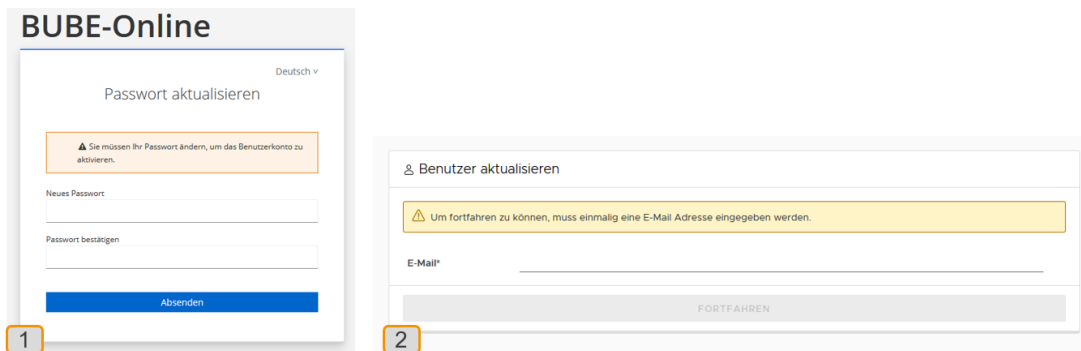 BUBE-Online
Deutsch ˅
Passwort aktualisieren
Sie müssen Ihr Passwort ändern, um das Benutzerkonto zu
aktivieren.
Neues Passwort
Passwort bestätigen
Absenden
1
Benutzer aktualisieren
Um fortfahren zu können, muss einmalig eine E-Mail Adresse eingegeben werden.
E-Mail*
FORTFAHREN
2